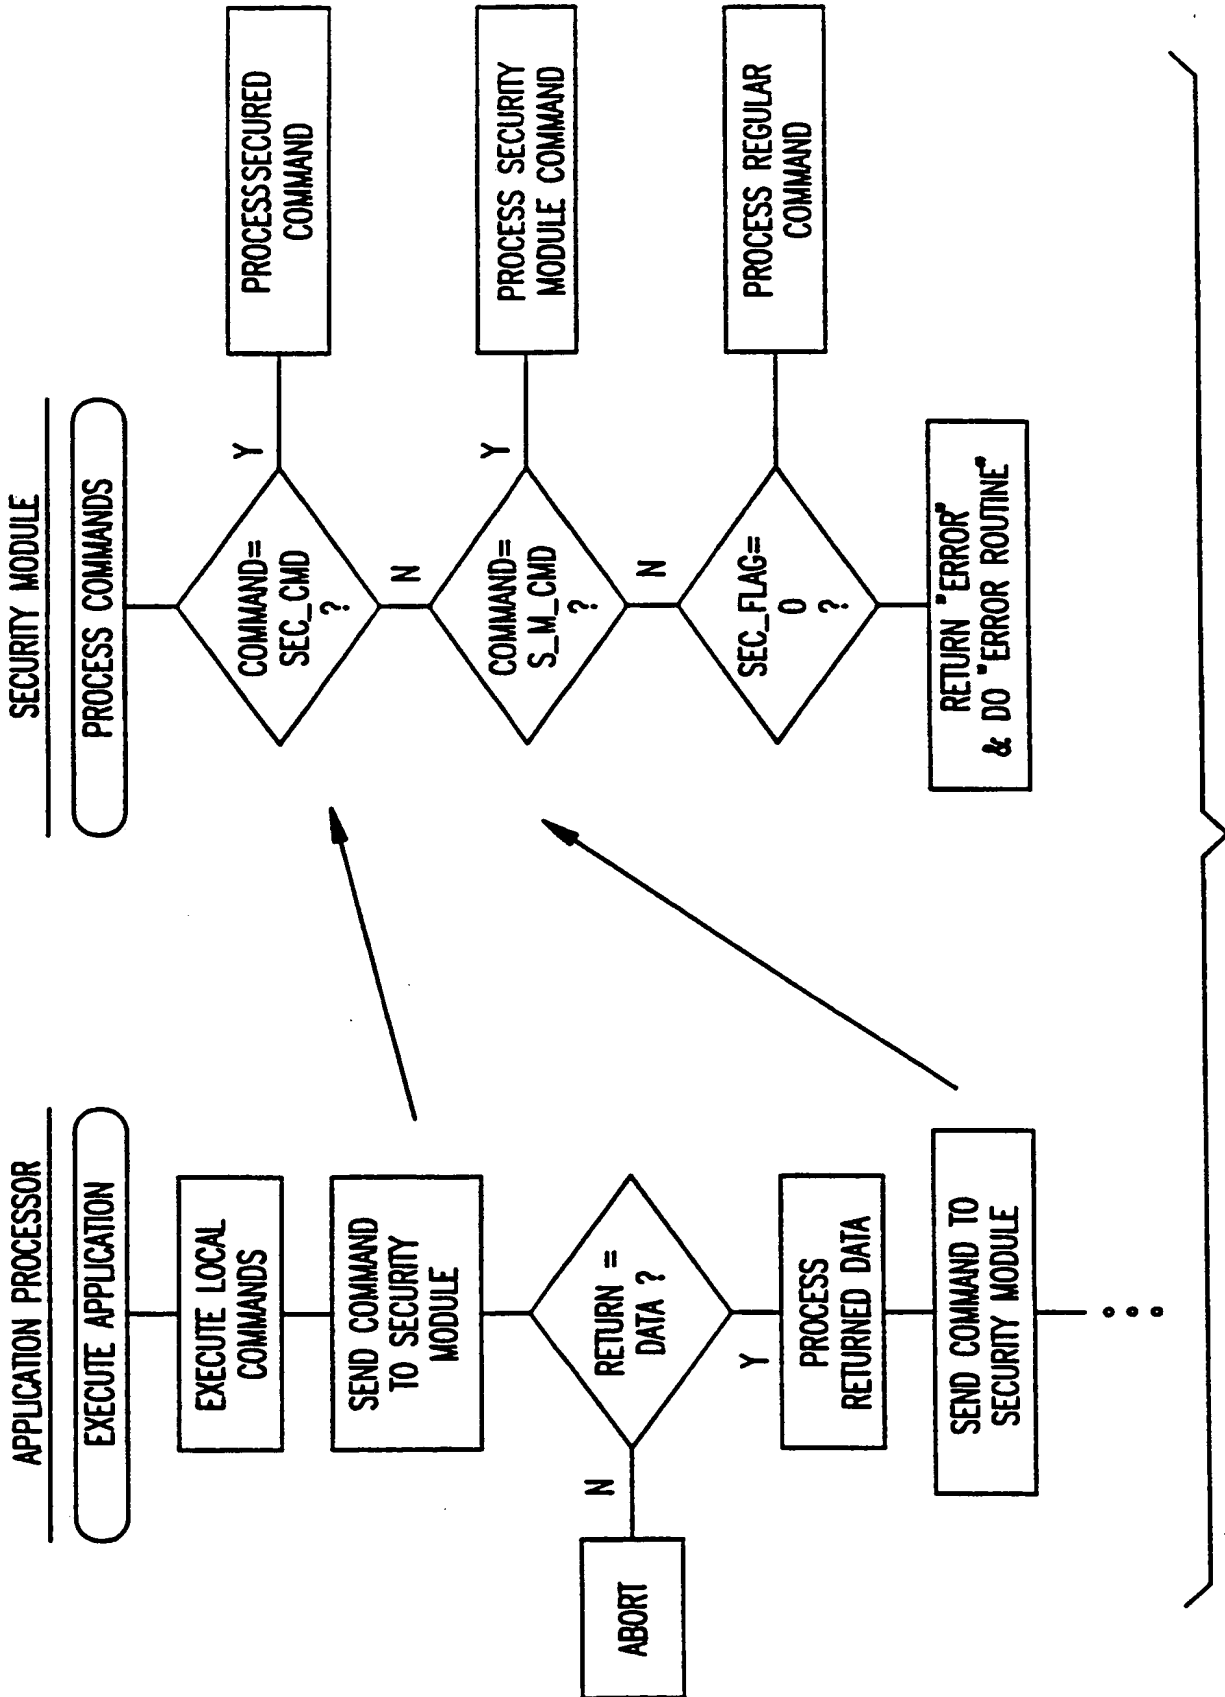 APPLICATION PROCESSOR
EXECUTE APPLICATION
EXECUTE LOCAL
COMMANDS
SEND COMMAND
TO SECURITY
MODULE
RETURN =
DATA ?
N
ABORT
Y
PROCESS
RETURNED DATA
SEND COMMAND TO
SECURITY MODULE
SECURITY MODULE
PROCESS COMMANDS
COMMAND=
SEC_CMD
?
Y
PROCESSSECURED
COMMAND
N
COMMAND=
S_M_CMD
?
Y
PROCESS SECURITY
MODULE COMMAND
N
SEC_FLAG=
0
?
PROCESS REGULAR
COMMAND
RETURN "ERROR"
& DO "ERROR ROUTINE"